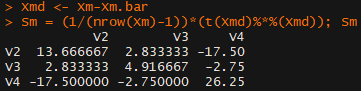 > Xmd <- Xm-Xm.bar
> Sm = (1/(nrow(Xm)-1))*(t(Xmd)%*%(Xmd)); Sm
v2 v3 v4
v2 13.666667 2.833333 -17.50
v3 2.833333 4.916667 -2.75
v4 -17.500000 -2.750000 26.25